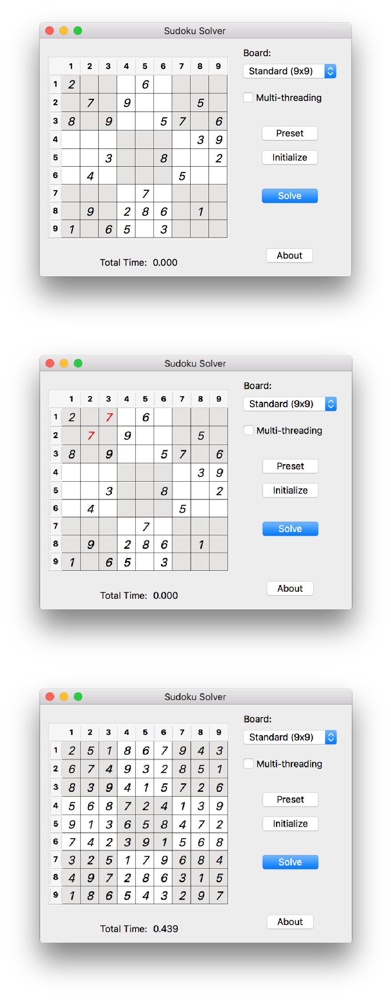 Sudoku Solver
Board:
1 2 3 4 5 6 7 8 9
Standard (9x9)
1 2 6
Multi-threading
2 7 9 5
3 8 9 5 7 6
Preset
4 3 9
Initialize
5 3 8 2
6 4 5
7 7
Solve
8 9 2 8 6 1
9 1 6 5 3
About
Total Time: 0.000
Sudoku Solver
Board:
1 2 3 4 5 6 7 8 9
Standard (9x9)
1 2 7 6
Multi-threading
2 7 9 5
3 8 9 5 7 6
Preset
4 3 9
Initialize
5 3 8 2
6 4 5
7 7
Solve
8 9 2 8 6 1
9 1 6 5 3
About
Total Time: 0.000
Sudoku Solver
Board:
1 2 3 4 5 6 7 8 9
Standard (9x9)
1 2 5 1 8 6 7 9 4 3
Multi-threading
2 6 7 4 9 3 2 8 5 1
3 8 3 9 4 1 5 7 2 6
Preset
4 5 6 8 7 2 4 1 3 9
Initialize
5 9 1 3 6 5 8 4 7 2
6 7 4 2 3 9 1 5 6 8
7 3 2 5 1 7 9 6 8 4
Solve
8 4 9 7 2 8 6 3 1 5
9 1 8 6 5 4 3 2 9 7
About
Total Time: 0.439